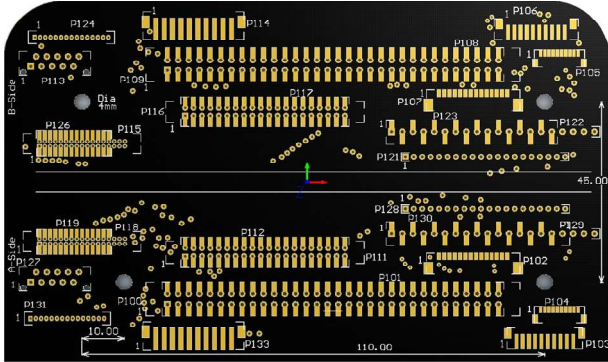 P124
P114
P106
1
1
1
1
P108
P113
P109
P105
B-Side
Dia
4mm
P117
P107
P116
P123
P122
1
1
P126
P115
P121
1
45.00
P128
P119
P118
P130
P129
P112
1
A-Side
P127
P111
P102
1
P101
P131
P100
P104
1
10.00
P133
P103
110.00